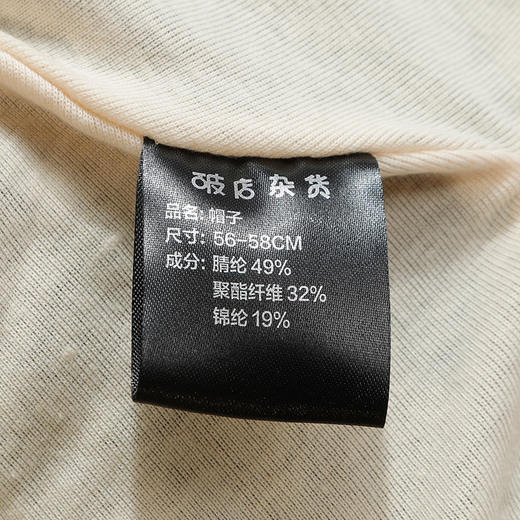 破店杂货
品名: 帽子
尺寸: 56-58CM
成分: 腈纶 49%
聚酯纤维 32%
锦纶 19%